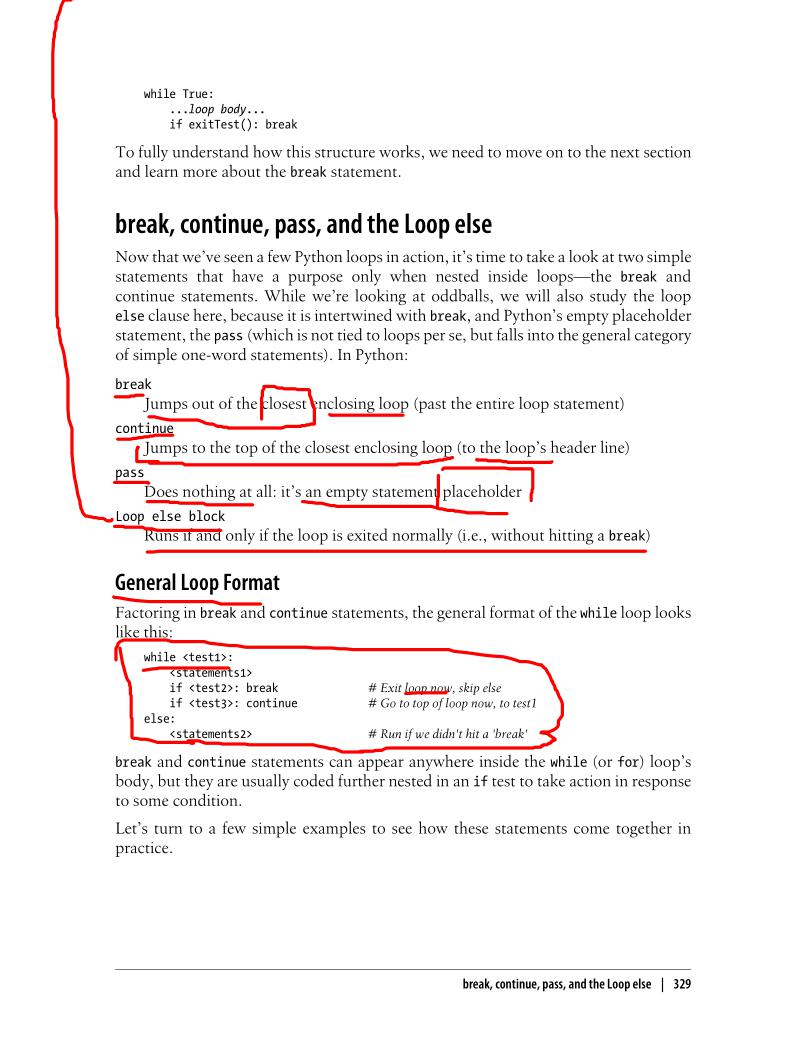 while True:
...loop body...
if exitTest(): break
To fully understand how this structure works, we need to move on to the next section
and learn more about the break statement.
break, continue, pass, and the Loop else
Now that we’ve seen a few Python loops in action, it’s time to take a look at two simple
statements that have a purpose only when nested inside loops—the break and
continue statements. While we’re looking at oddballs, we will also study the loop
else clause here, because it is intertwined with break, and Python’s empty placeholder
statement, the pass (which is not tied to loops per se, but falls into the general category
of simple one-word statements). In Python:
break
Jumps out of the closest enclosing loop (past the entire loop statement)
continue
Jumps to the top of the closest enclosing loop (to the loop’s header line)
pass
Does nothing at all: it’s an empty statement placeholder
Loop else block
Runs if and only if the loop is exited normally (i.e., without hitting a break)
General Loop Format
Factoring in break and continue statements, the general format of the while loop looks
like this:
while <test1>:
<statements1>
if <test2>: break # Exit loop now, skip else
if <test3>: continue # Go to top of loop now, to test1
else:
<statements2> # Run if we didn't hit a 'break'
break and continue statements can appear anywhere inside the while (or for) loop’s
body, but they are usually coded further nested in an if test to take action in response
to some condition.
Let’s turn to a few simple examples to see how these statements come together in
practice.
break, continue, pass, and the Loop else | 329